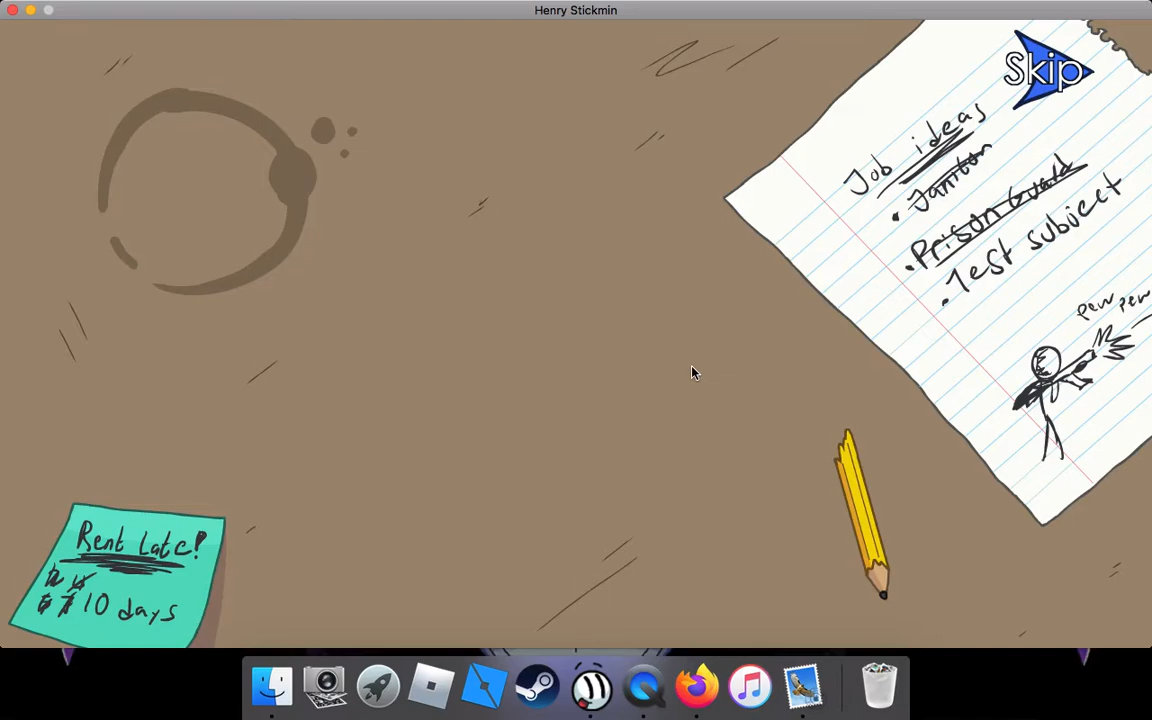 Henry Stickmin
Skip
Job ideas
• Janitor
• Prison Guard
• Test subject
pew pew
Rent late!
10 days